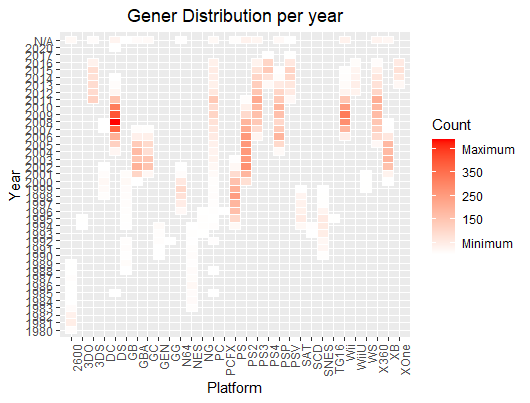 Gener Distribution per year
Year
N/A
2020
2017
2016
2015
2014
2013
2012
2011
2010
2009
2008
2007
2006
2005
2004
2003
2002
2001
2000
1999
1998
1997
1996
1995
1994
1993
1992
1991
1990
1989
1988
1987
1986
1985
1984
1983
1982
1981
1980
2600
3DO
3DS
DC
DS
GB
GBA
GC
GEN
GG
N64
NES
NG
PC
PCFX
PS
PS2
PS3
PS4
PSP
PSV
SAT
SCD
SNES
TG16
Wii
WiiU
WS
X360
XB
XOne
Platform
Count
Maximum
350
250
150
Minimum